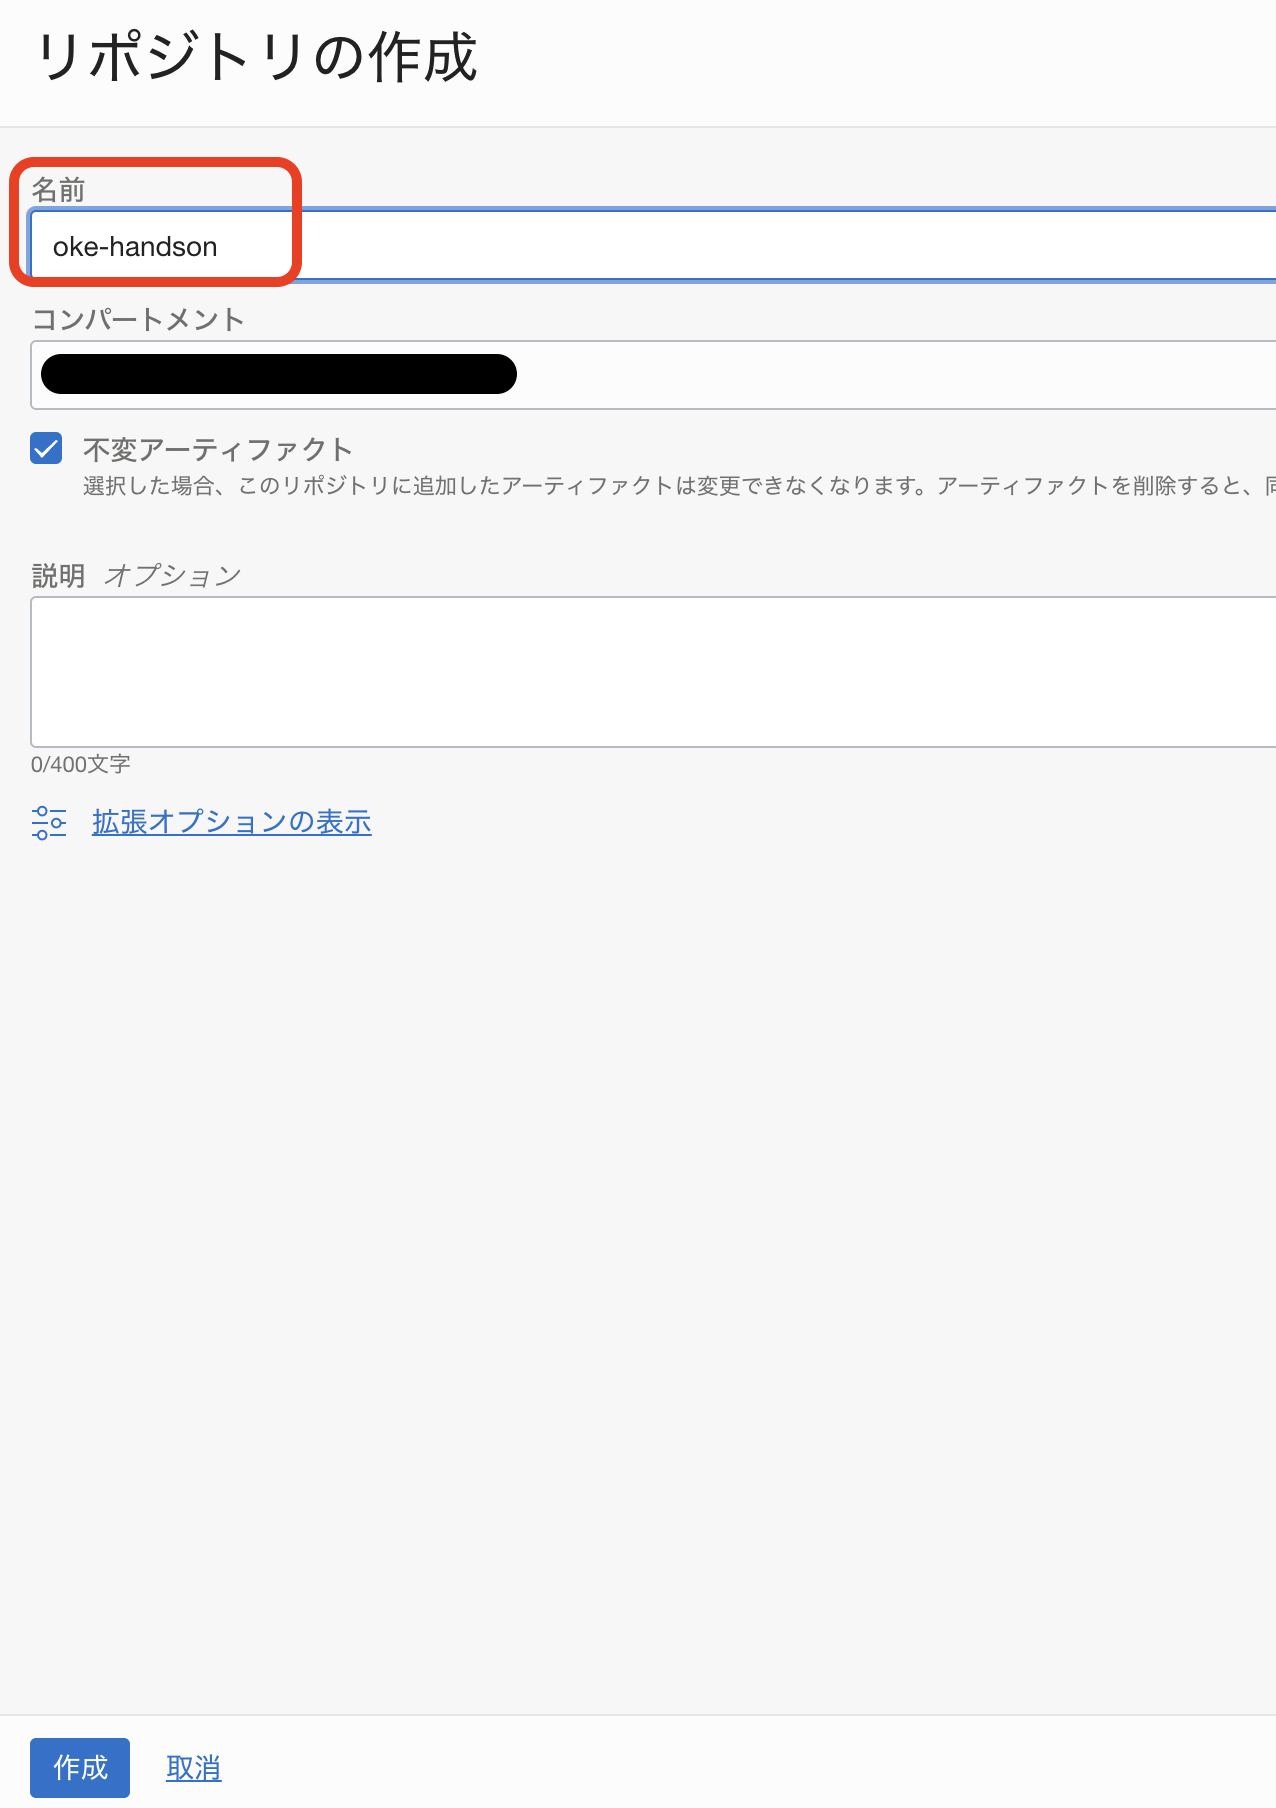 リポジトリの作成
名前
oke-handson
コンパートメント
不変アーティファクト
選択した場合、このリポジトリに追加したアーティファクトは変更できなくなります。アーティファクトを削除すると、同
説明 オプション
0/400文字
拡張オプションの表示
作成 取消